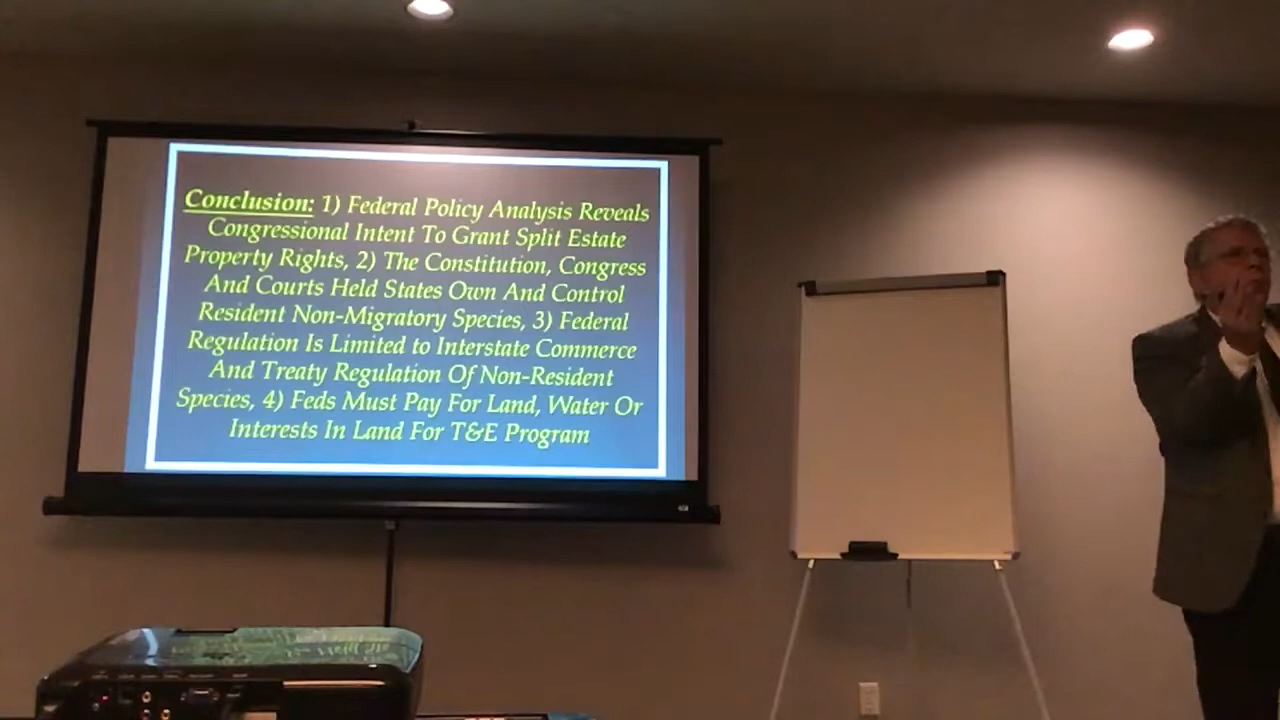 Conclusion: 1) Federal Policy Analysis Reveals
Congressional Intent To Grant Split Estate
Property Rights, 2) The Constitution, Congress
And Courts Held States Own And Control
Resident Non-Migratory Species, 3) Federal
Regulation Is Limited to Interstate Commerce
And Treaty Regulation Of Non-Resident
Species, 4) Feds Must Pay For Land, Water Or
Interests In Land For T&E Program